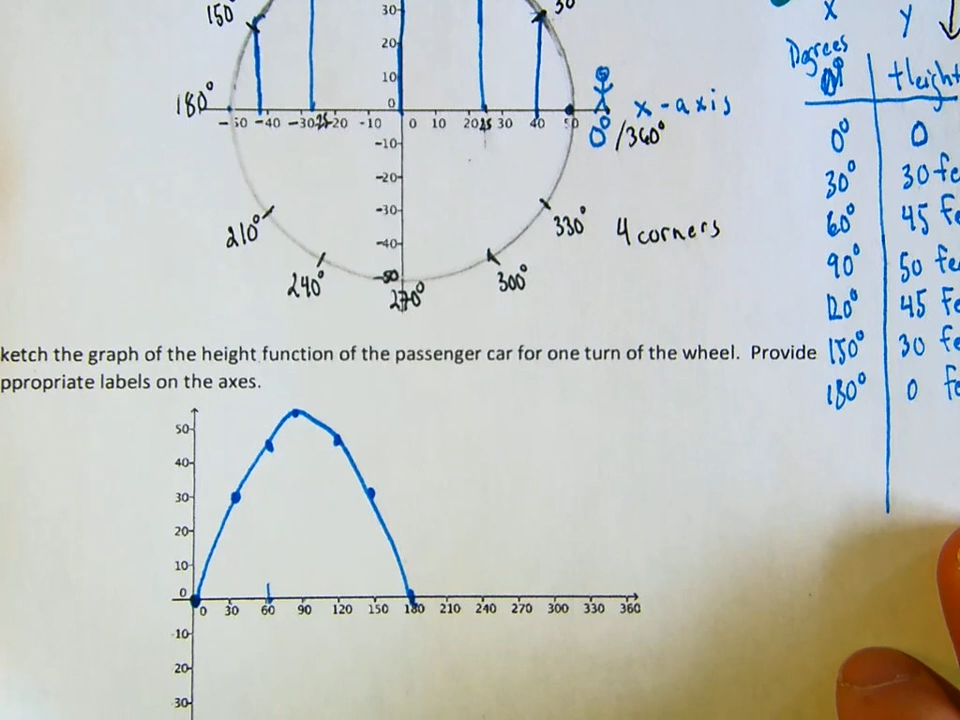 150° 30 30
20
10
180° 0 x-axis
-50 -40 -30 -25 -20 -10 0 10 20 25 30 40 50 0°/360°
-10
-20
-30
210° 330° 4 corners
-40
240° -50 300°
270°
ketch the graph of the height function of the passenger car for one turn of the wheel. Provide
ppropriate labels on the axes.
50
40
30
20
10
0
0 30 60 90 120 150 180 210 240 270 300 330 360
-10
20
30
x y
Degrees Height
0° 0
30° 30 fe
60° 45 fe
90° 50 fe
120° 45 fe
150° 30 fe
180° 0 fe